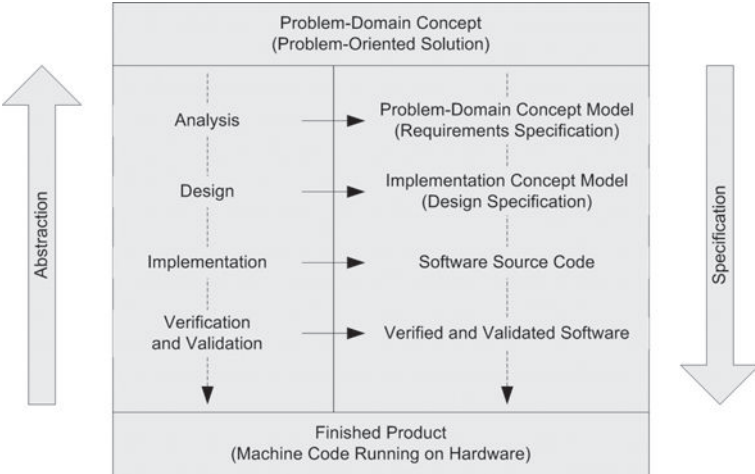 Problem-Domain Concept
(Problem-Oriented Solution)
Abstraction
Analysis
Problem-Domain Concept Model
(Requirements Specification)
Design
Implementation Concept Model
(Design Specification)
Implementation
Software Source Code
Verification
and Validation
Verified and Validated Software
Specification
Finished Product
(Machine Code Running on Hardware)